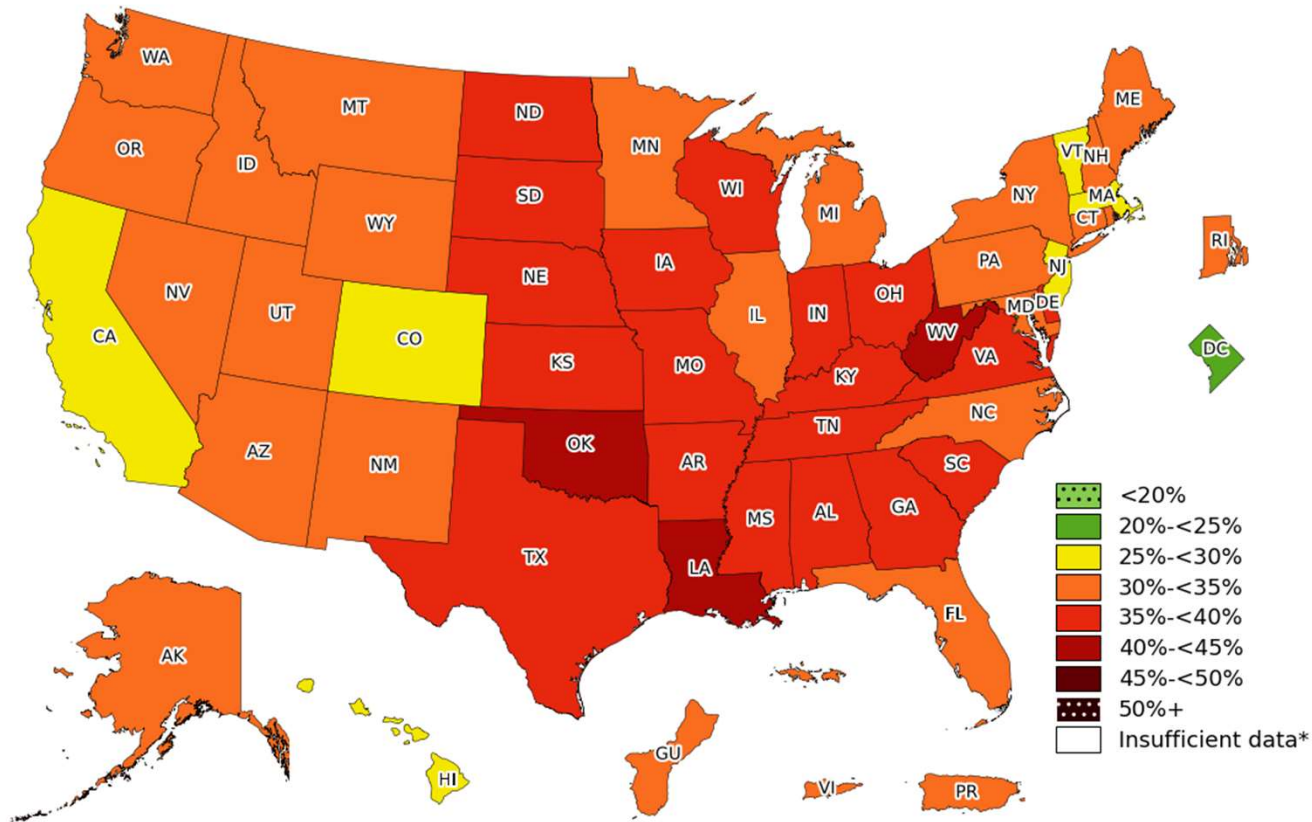 WA
MT
ND
MN
ME
OR
ID
SD
WI
VT
NH
WY
MI
NY
MA
CT
RI
NE
IA
PA
NJ
NV
UT
CO
IL
IN
OH
MD
DE
CA
WV
DC
KS
MO
KY
VA
AZ
NM
OK
AR
TN
NC
SC
MS
AL
GA
TX
LA
FL
AK
HI
GU
VI
PR
<20%
20%-<25%
25%-<30%
30%-<35%
35%-<40%
40%-<45%
45%-<50%
50%+
Insufficient data*